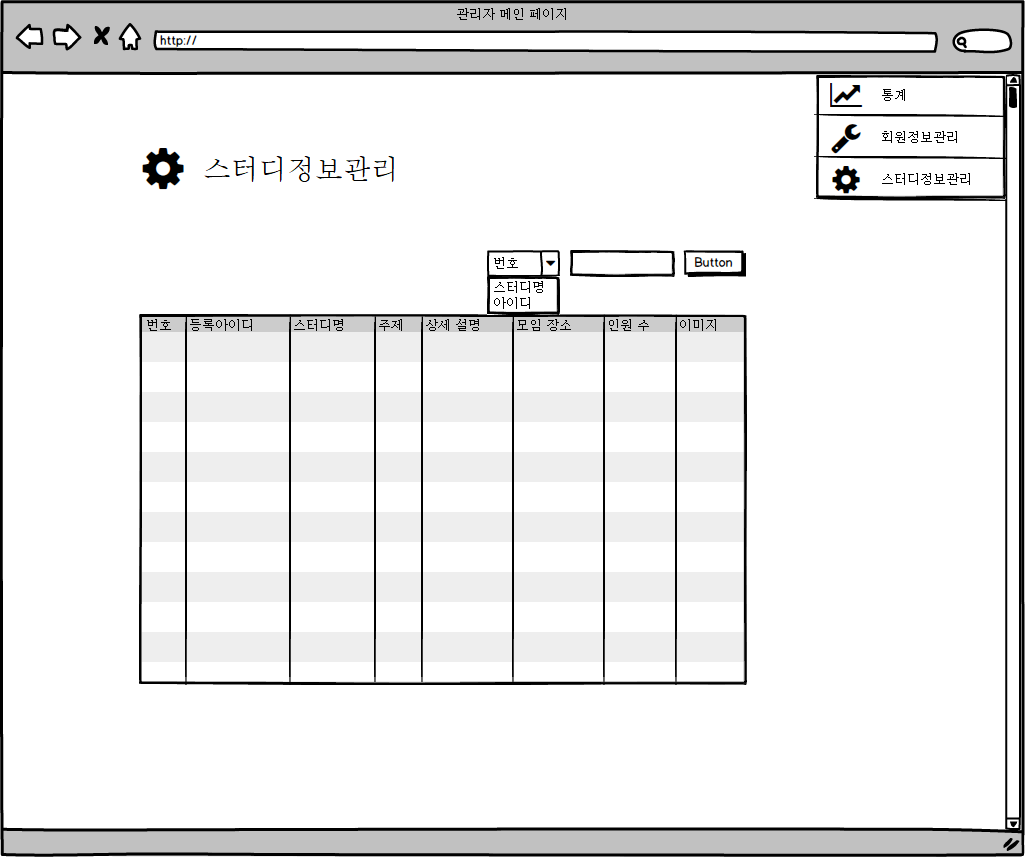 관리자 메인 페이지
http://
통계
회원정보관리
스터디정보관리
스터디정보관리
번호
Button
스터디명
아이디
번호 등록아이디 스터디명 주제 상세 설명 모임 장소 인원 수 이미지